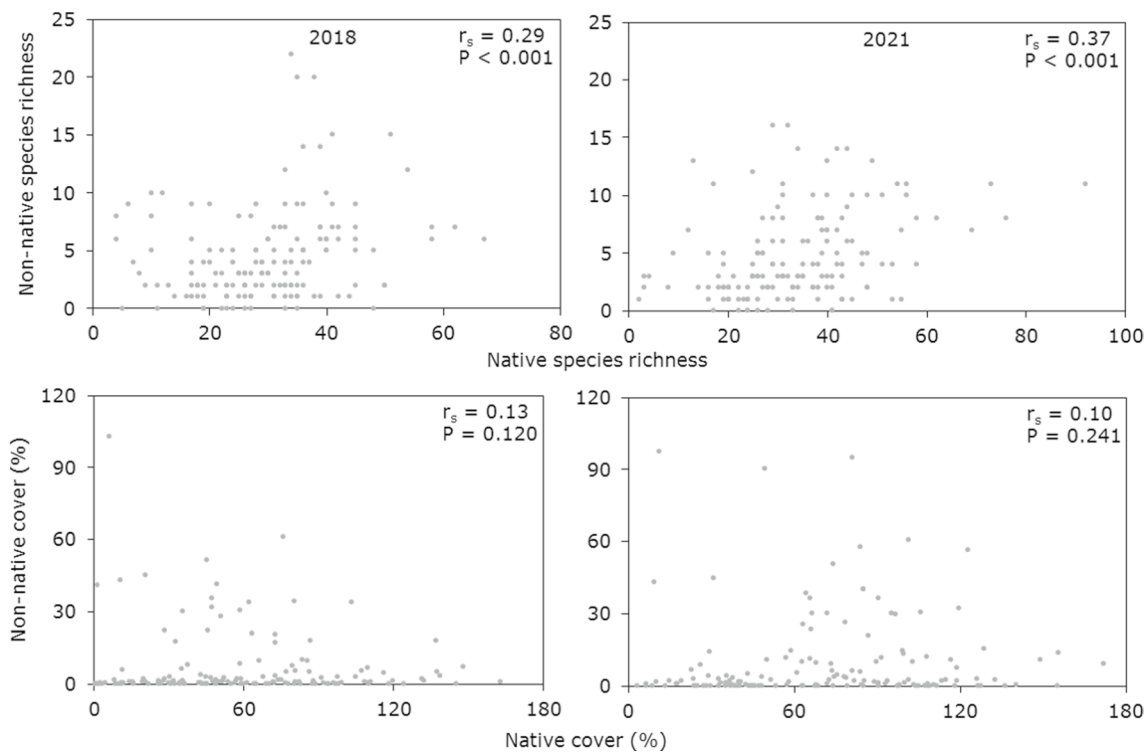 2018
r_s = 0.29
P < 0.001
25
20
15
10
5
0
0 20 40 60 80
Non-native species richness
2021
r_s = 0.37
P < 0.001
25
20
15
10
5
0
0 20 40 60 80 100
Native species richness
r_s = 0.13
P = 0.120
120
90
60
30
0
0 60 120 180
Non-native cover (%)
r_s = 0.10
P = 0.241
120
90
60
30
0
0 60 120 180
Native cover (%)